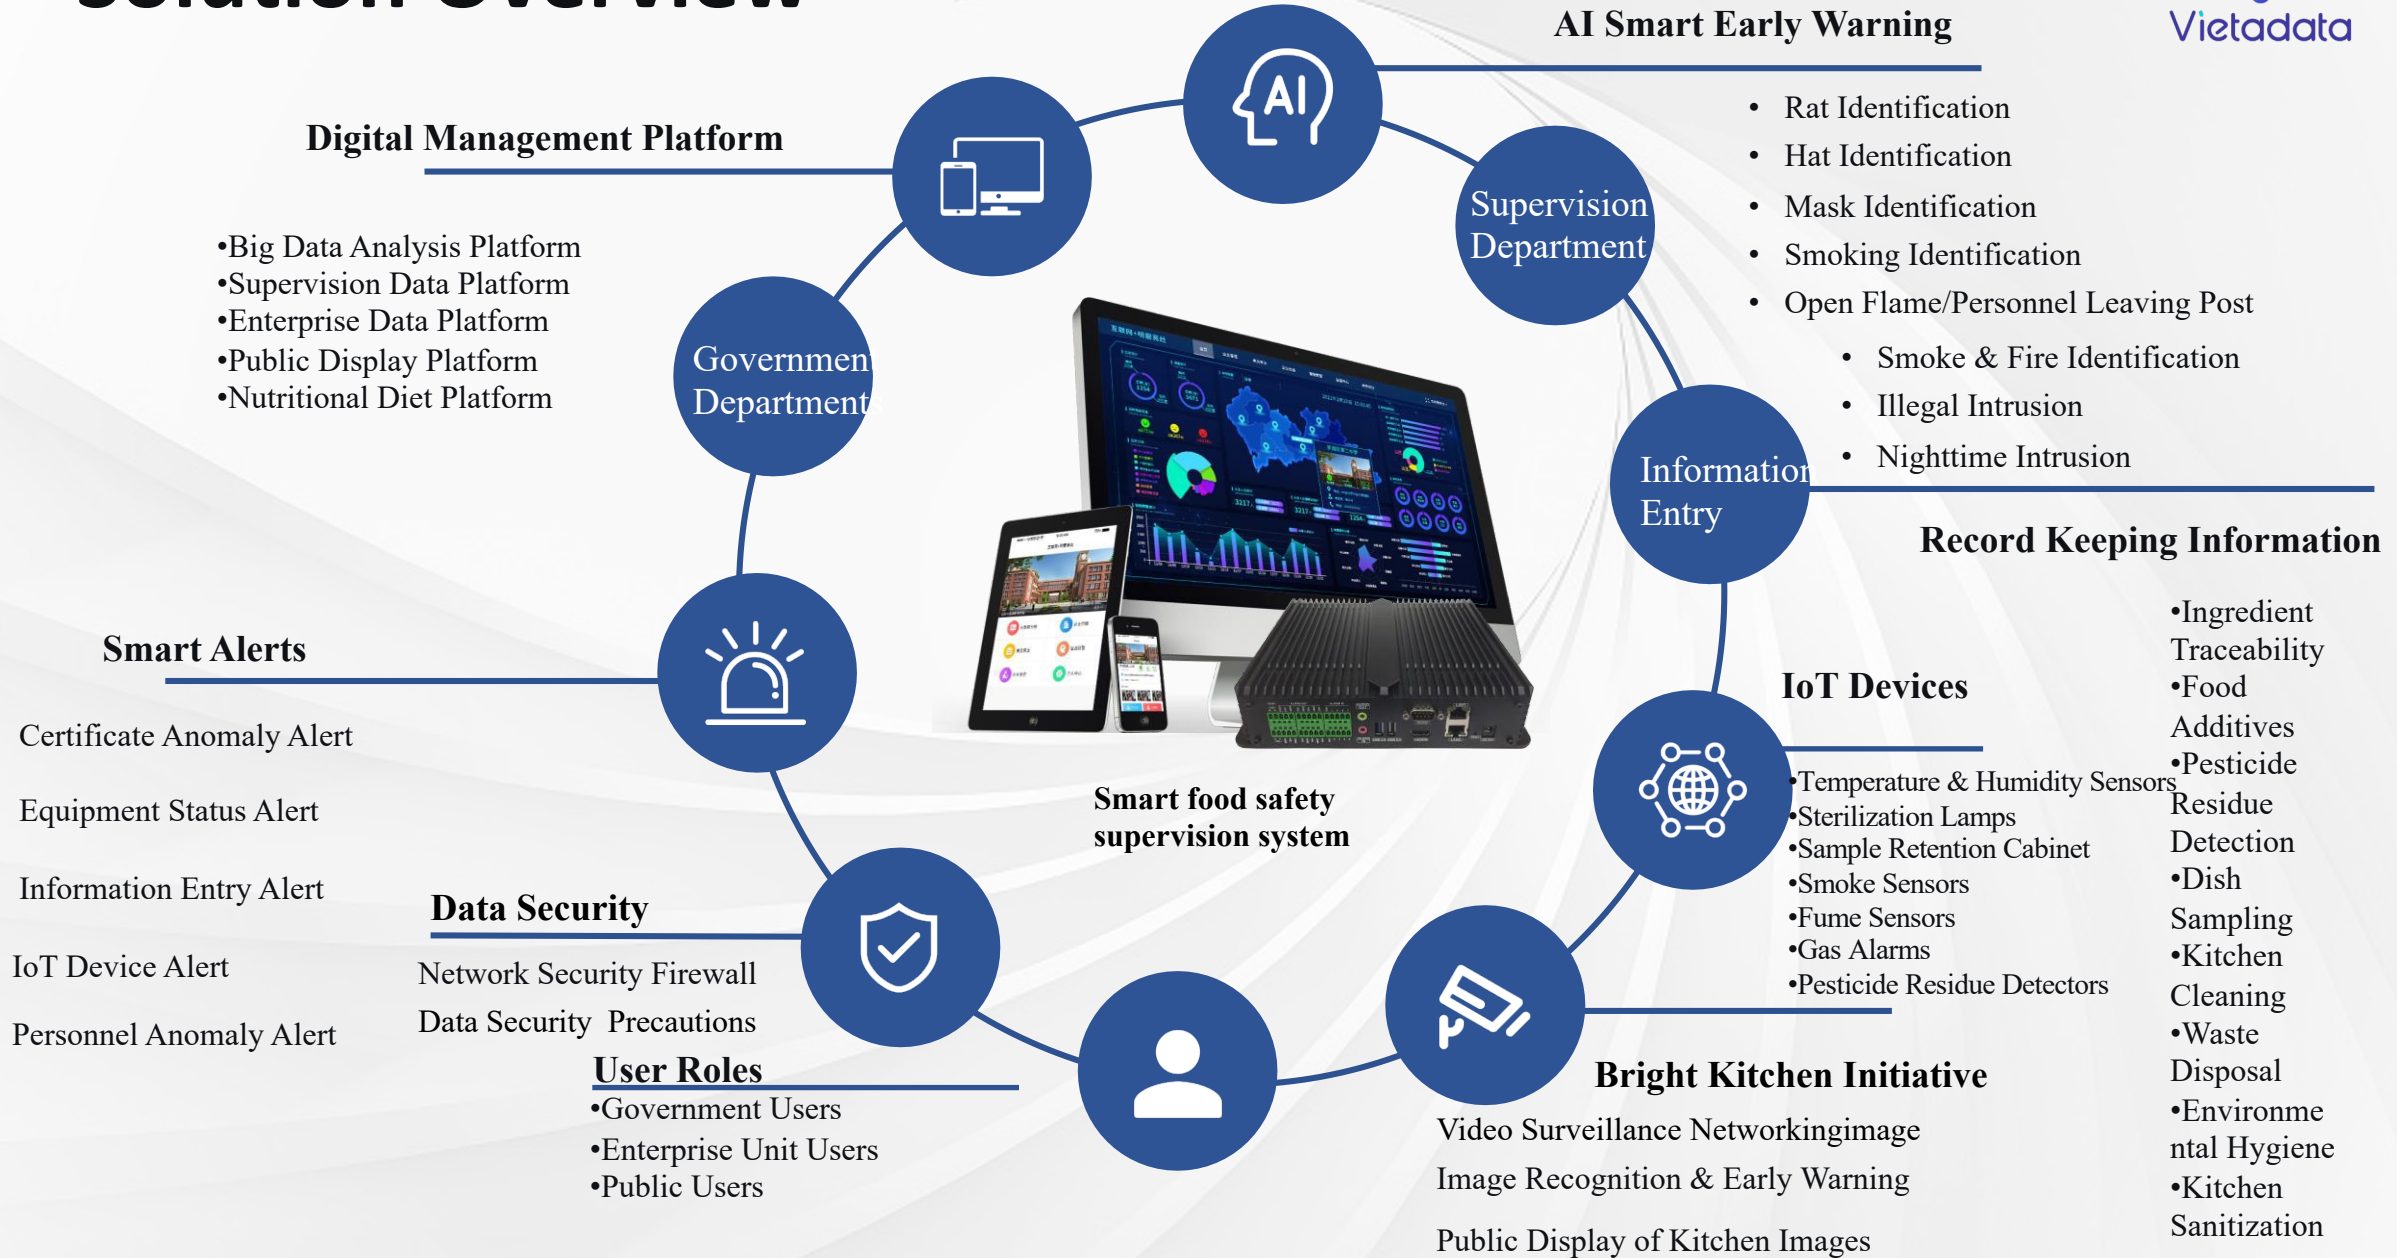 Solution Overview
Vietadata
AI Smart Early Warning
• Rat Identification
• Hat Identification
• Mask Identification
• Smoking Identification
• Open Flame/Personnel Leaving Post
• Smoke & Fire Identification
• Illegal Intrusion
• Nighttime Intrusion
Digital Management Platform
•Big Data Analysis Platform
•Supervision Data Platform
•Enterprise Data Platform
•Public Display Platform
•Nutritional Diet Platform
AI
Supervision
Department
Government
Departments
Information
Entry
Record Keeping Information
•Ingredient
Traceability
•Food
Additives
•Pesticide
Residue
Detection
•Dish
Sampling
•Kitchen
Cleaning
•Waste
Disposal
•Environme
ntal Hygiene
•Kitchen
Sanitization
IoT Devices
•Temperature & Humidity Sensors
•Sterilization Lamps
•Sample Retention Cabinet
•Smoke Sensors
•Fume Sensors
•Gas Alarms
•Pesticide Residue Detectors
Smart Alerts
Certificate Anomaly Alert
Equipment Status Alert
Information Entry Alert
IoT Device Alert
Personnel Anomaly Alert
Smart food safety
supervision system
Data Security
Network Security Firewall
Data Security Precautions
User Roles
•Government Users
•Enterprise Unit Users
•Public Users
Bright Kitchen Initiative
Video Surveillance Networkingimage
Image Recognition & Early Warning
Public Display of Kitchen Images